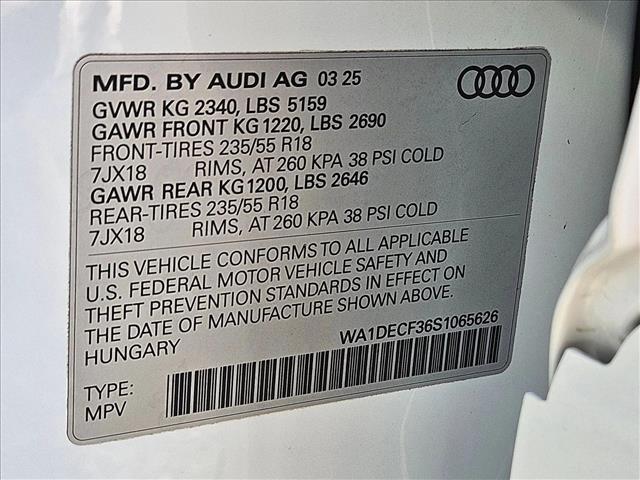 MFD. BY AUDI AG 03 25
GVWR KG 2340, LBS 5159
GAWR FRONT KG 1220, LBS 2690
FRONT-TIRES 235/55 R18
7JX18 RIMS, AT 260 KPA 38 PSI COLD
GAWR REAR KG 1200, LBS 2646
REAR-TIRES 235/55 R18
7JX18 RIMS, AT 260 KPA 38 PSI COLD
THIS VEHICLE CONFORMS TO ALL APPLICABLE
U.S. FEDERAL MOTOR VEHICLE SAFETY AND
THEFT PREVENTION STANDARDS IN EFFECT ON
THE DATE OF MANUFACTURE SHOWN ABOVE.
HUNGARY WA1DECF36S1065626
TYPE:
MPV